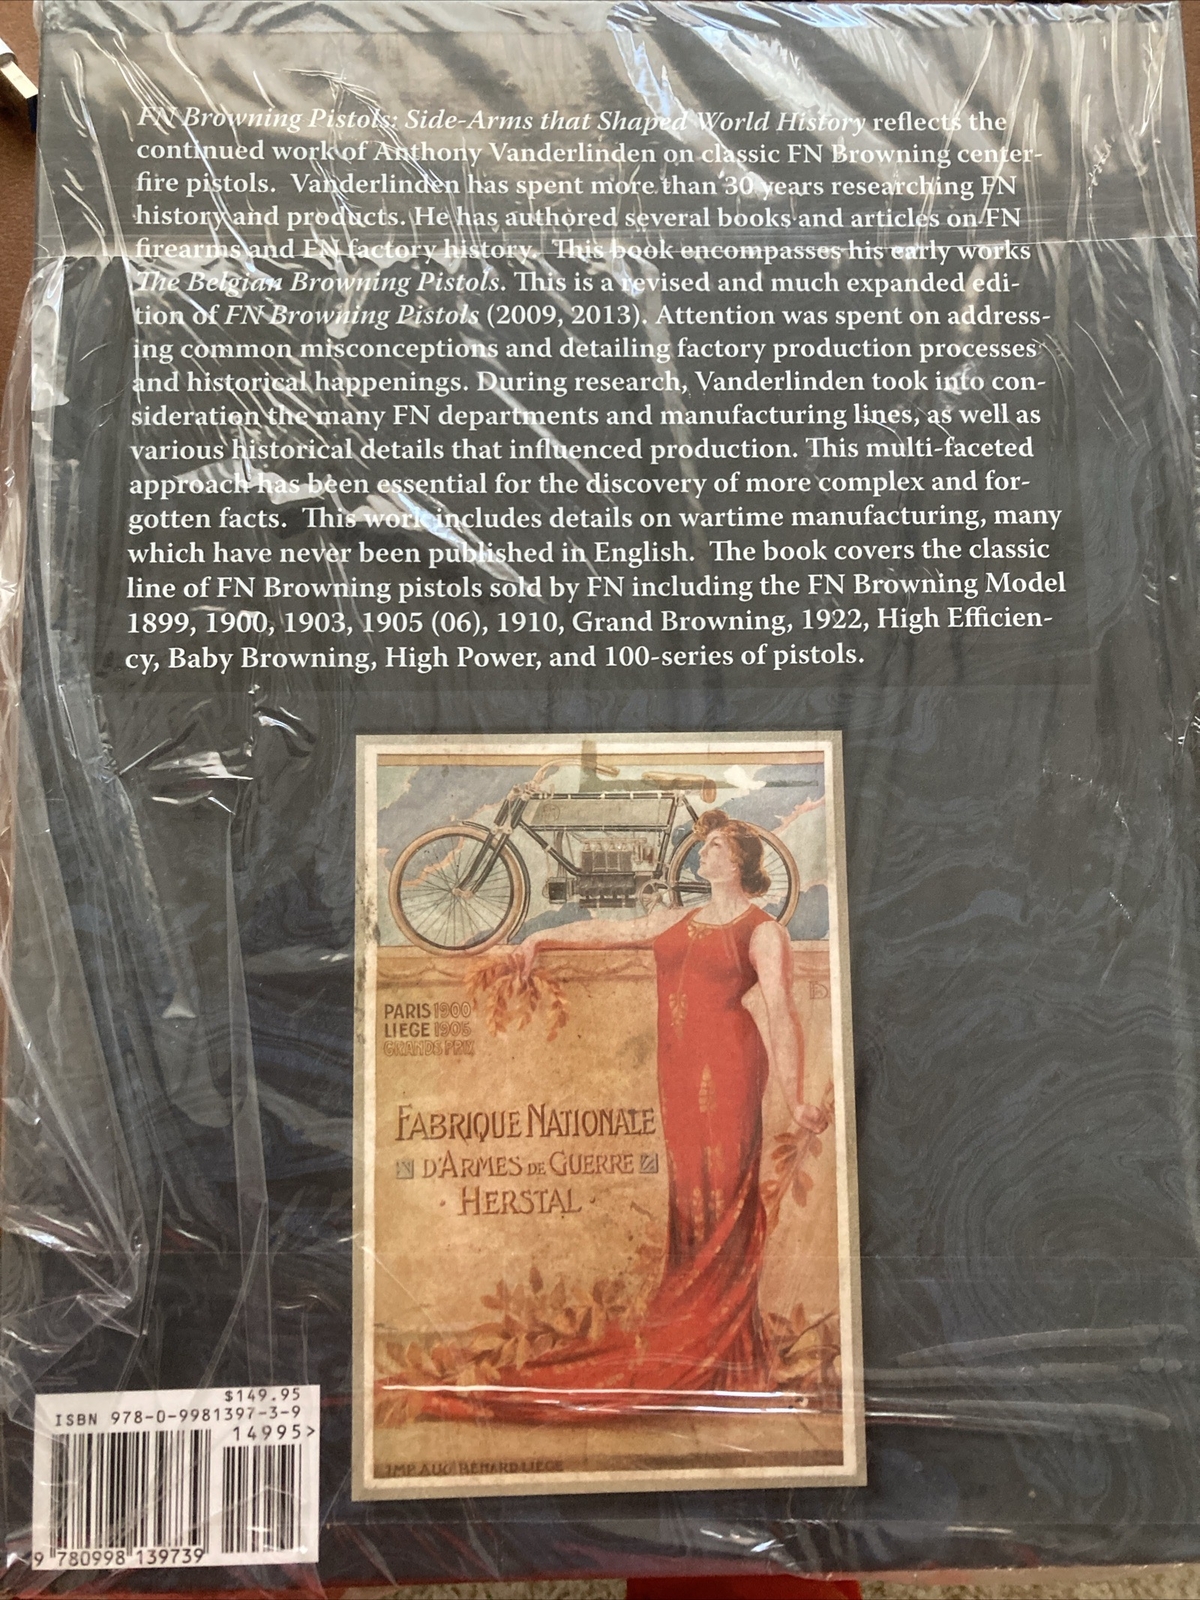 FN Browning Pistols: Side-Arms that Shaped World History reflects the
continued work of Anthony Vanderlinden on classic FN Browning center-
fire pistols. Vanderlinden has spent more than 30 years researching FN
history and products. He has authored several books and articles on FN
firearms and FN factory history. This book encompasses his early works
The Belgian Browning Pistols. This is a revised and much expanded edi-
tion of FN Browning Pistols (2009, 2013). Attention was spent on address-
ing common misconceptions and detailing factory production processes
and historical happenings. During research, Vanderlinden took into con-
sideration the many FN departments and manufacturing lines, as well as
various historical details that influenced production. This multi-faceted
approach has been essential for the discovery of more complex and for-
gotten facts. This work includes details on wartime manufacturing, many
which have never been published in English. The book covers the classic
line of FN Browning pistols sold by FN including the FN Browning Model
1899, 1900, 1903, 1905 (06), 1910, Grand Browning, 1922, High Efficien-
cy, Baby Browning, High Power, and 100-series of pistols.
PARIS 1900
LIEGE 1905
GRANDS PRIX
FABRIQUE NATIONALE
D'ARMES DE GUERRE
· HERSTAL ·
IMP. AUG. BÉNARD LIEGE
$149.95
ISBN 978-0-9981397-3-9
14995>
9 780998 139739